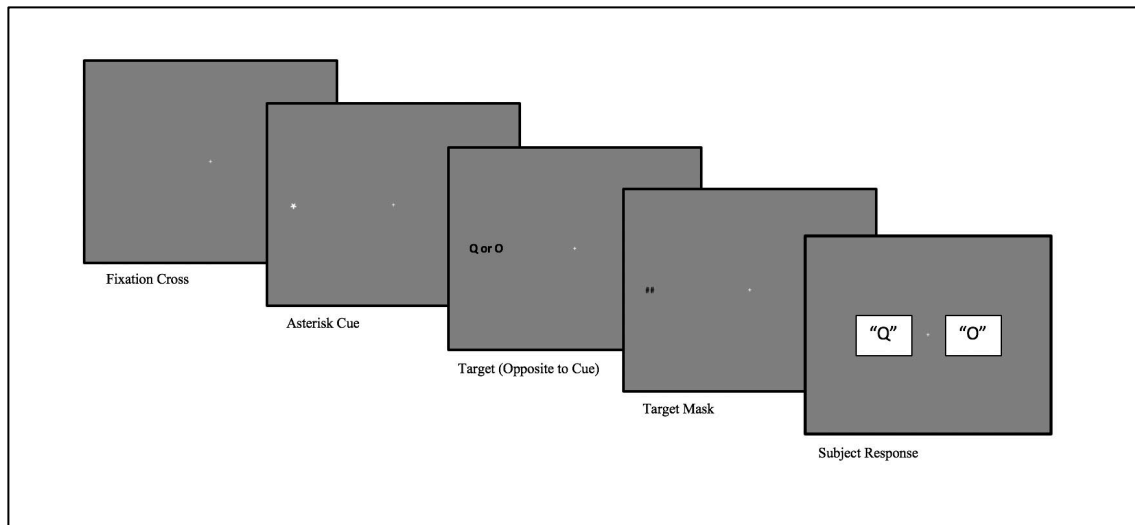 Fixation Cross
*
Asterisk Cue
Q or O
Target (Opposite to Cue)
##
Target Mask
“Q” “O”
Subject Response